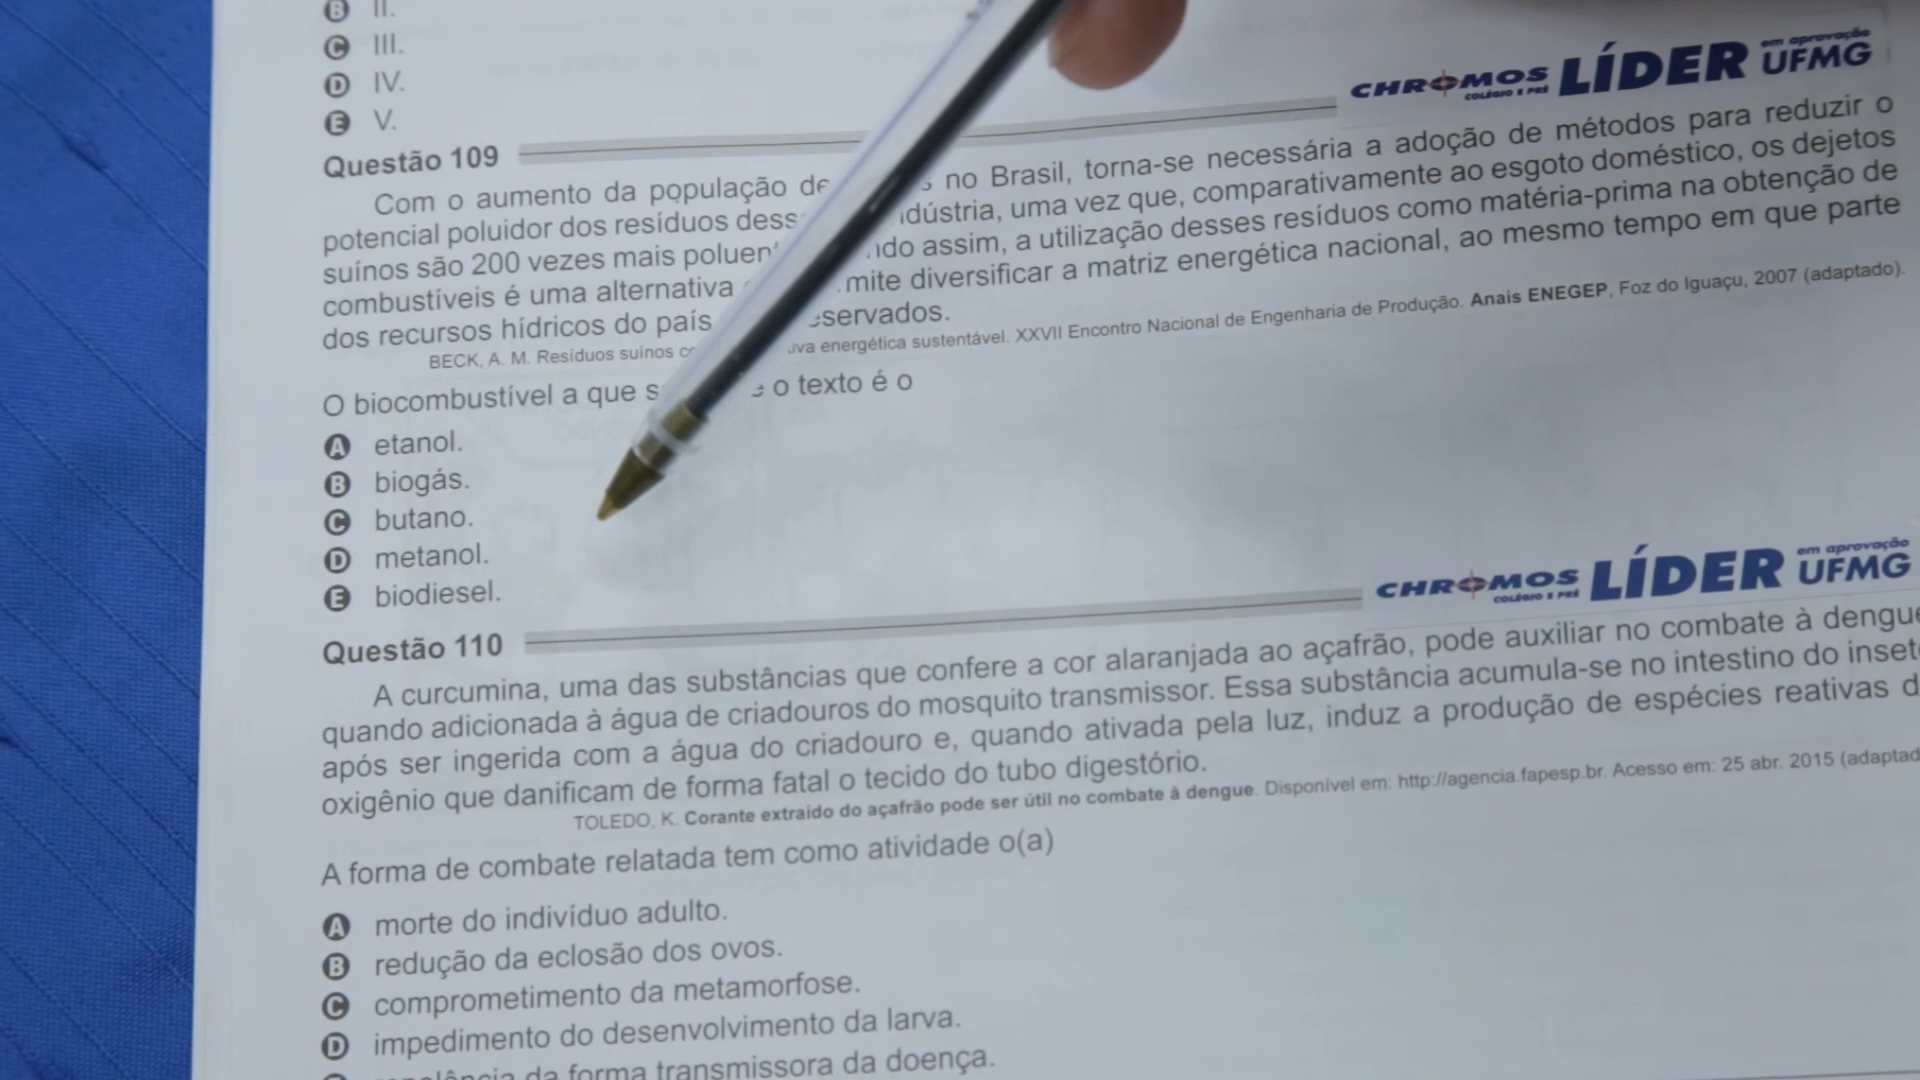 B II.
C III.
D IV.
E V.
CHROMOS COLÉGIO E PRÉ LÍDER em aprovação UFMG
Questão 109
Com o aumento da população de no Brasil, torna-se necessária a adoção de métodos para reduzir o
potencial poluidor dos resíduos dess ndústria, uma vez que, comparativamente ao esgoto doméstico, os dejetos
suínos são 200 vezes mais poluen ndo assim, a utilização desses resíduos como matéria-prima na obtenção de
combustíveis é uma alternativa mite diversificar a matriz energética nacional, ao mesmo tempo em que parte
dos recursos hídricos do país eservados.
BECK, A. M. Resíduos suínos iva energética sustentável. XXVII Encontro Nacional de Engenharia de Produção. Anais ENEGEP, Foz do Iguaçu, 2007 (adaptado).
O biocombustível a que s e o texto é o
A etanol.
B biogás.
C butano.
D metanol.
E biodiesel.
CHROMOS COLÉGIO E PRÉ LÍDER em aprovação UFMG
Questão 110
A curcumina, uma das substâncias que confere a cor alaranjada ao açafrão, pode auxiliar no combate à dengue
quando adicionada à água de criadouros do mosquito transmissor. Essa substância acumula-se no intestino do inset
após ser ingerida com a água do criadouro e, quando ativada pela luz, induz a produção de espécies reativas d
oxigênio que danificam de forma fatal o tecido do tubo digestório.
TOLEDO, K. Corante extraído do açafrão pode ser útil no combate à dengue. Disponível em: http://agencia.fapesp.br. Acesso em: 25 abr. 2015 (adaptad
A forma de combate relatada tem como atividade o(a)
A morte do indivíduo adulto.
B redução da eclosão dos ovos.
C comprometimento da metamorfose.
D impedimento do desenvolvimento da larva.
da forma transmissora da doença.